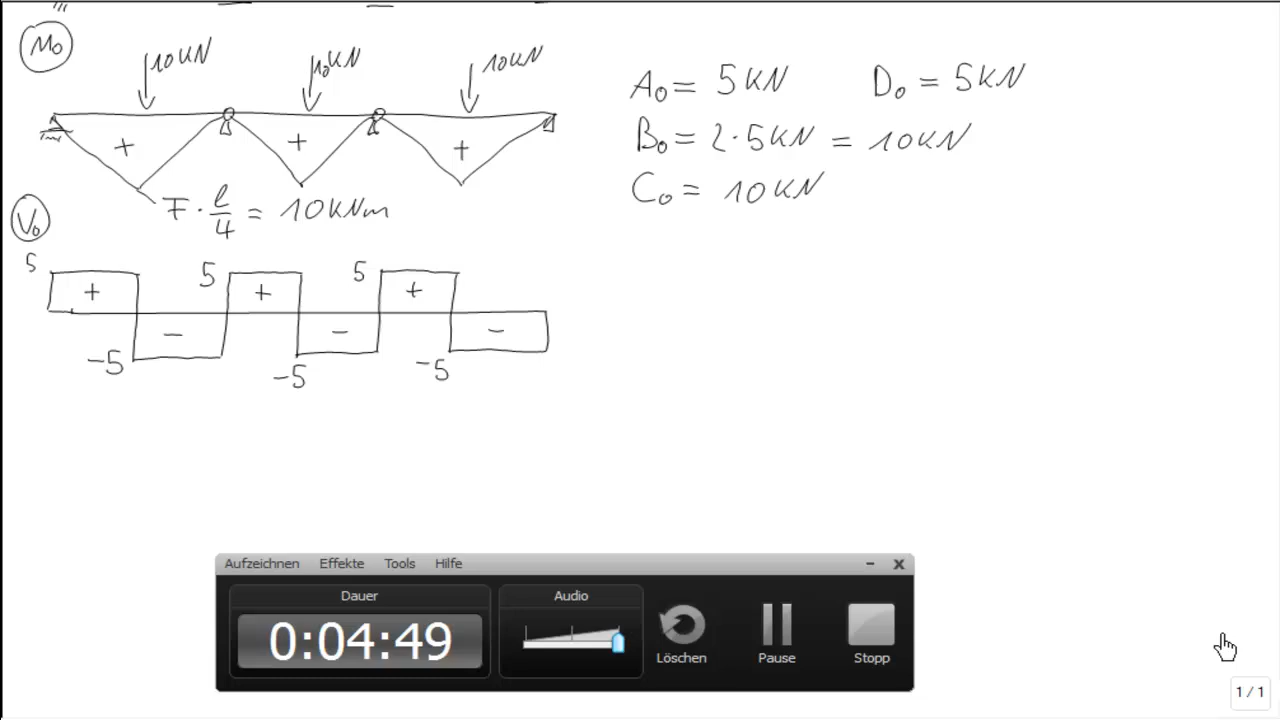 M₀
10KN 10KN 10KN
+ + +
F · l/4 = 10KNm
A₀ = 5KN D₀ = 5KN
B₀ = 2·5KN = 10KN
C₀ = 10KN
V₀
5 5 5
+ + +
− − −
-5 -5 -5
Aufzeichnen Effekte Tools Hilfe
Dauer
0:04:49
Audio
Löschen
Pause
Stopp
1 / 1